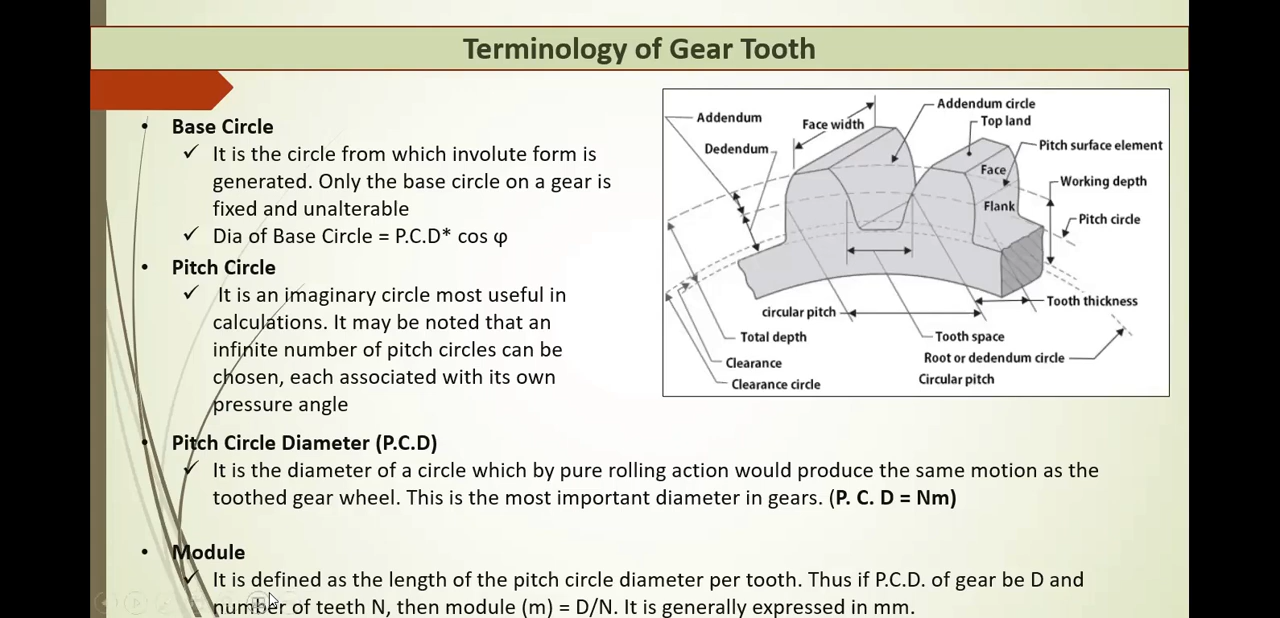 Terminology of Gear Tooth
• Base Circle
✓ It is the circle from which involute form is
generated. Only the base circle on a gear is
fixed and unalterable
✓ Dia of Base Circle = P.C.D* cos φ
• Pitch Circle
✓ It is an imaginary circle most useful in
calculations. It may be noted that an
infinite number of pitch circles can be
chosen, each associated with its own
pressure angle
Addendum
Dedendum
Face width
Addendum circle
Top land
Pitch surface element
Face
Working depth
Flank
Pitch circle
circular pitch
Tooth thickness
Total depth
Tooth space
Clearance
Root or dedendum circle
Clearance circle
Circular pitch
• Pitch Circle Diameter (P.C.D)
✓ It is the diameter of a circle which by pure rolling action would produce the same motion as the
toothed gear wheel. This is the most important diameter in gears. (P. C. D = Nm)
• Module
✓ It is defined as the length of the pitch circle diameter per tooth. Thus if P.C.D. of gear be D and
number of teeth N, then module (m) = D/N. It is generally expressed in mm.